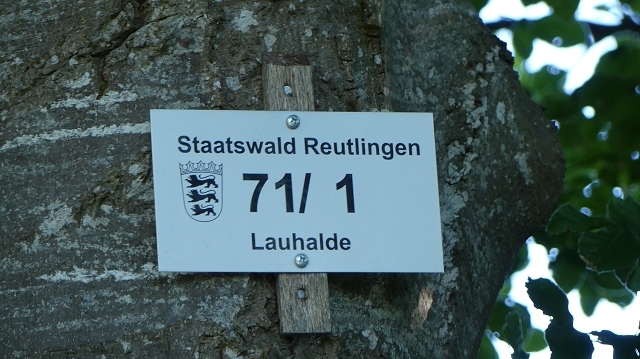 Staatswald Reutlingen
71/ 1
Lauhalde